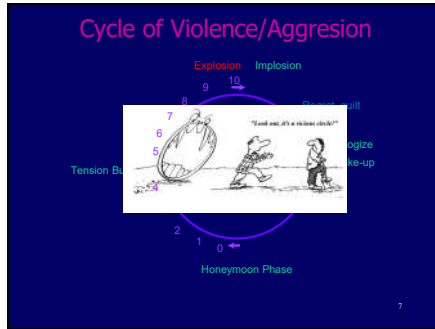 Cycle of Violence/Aggresion
Explosion Implosion
10
9
8
7
6
5
4
2
1
0
guilt
"Look out, it's a vicious circle!"
ogize
ke-up
Tension Bu
Honeymoon Phase
7